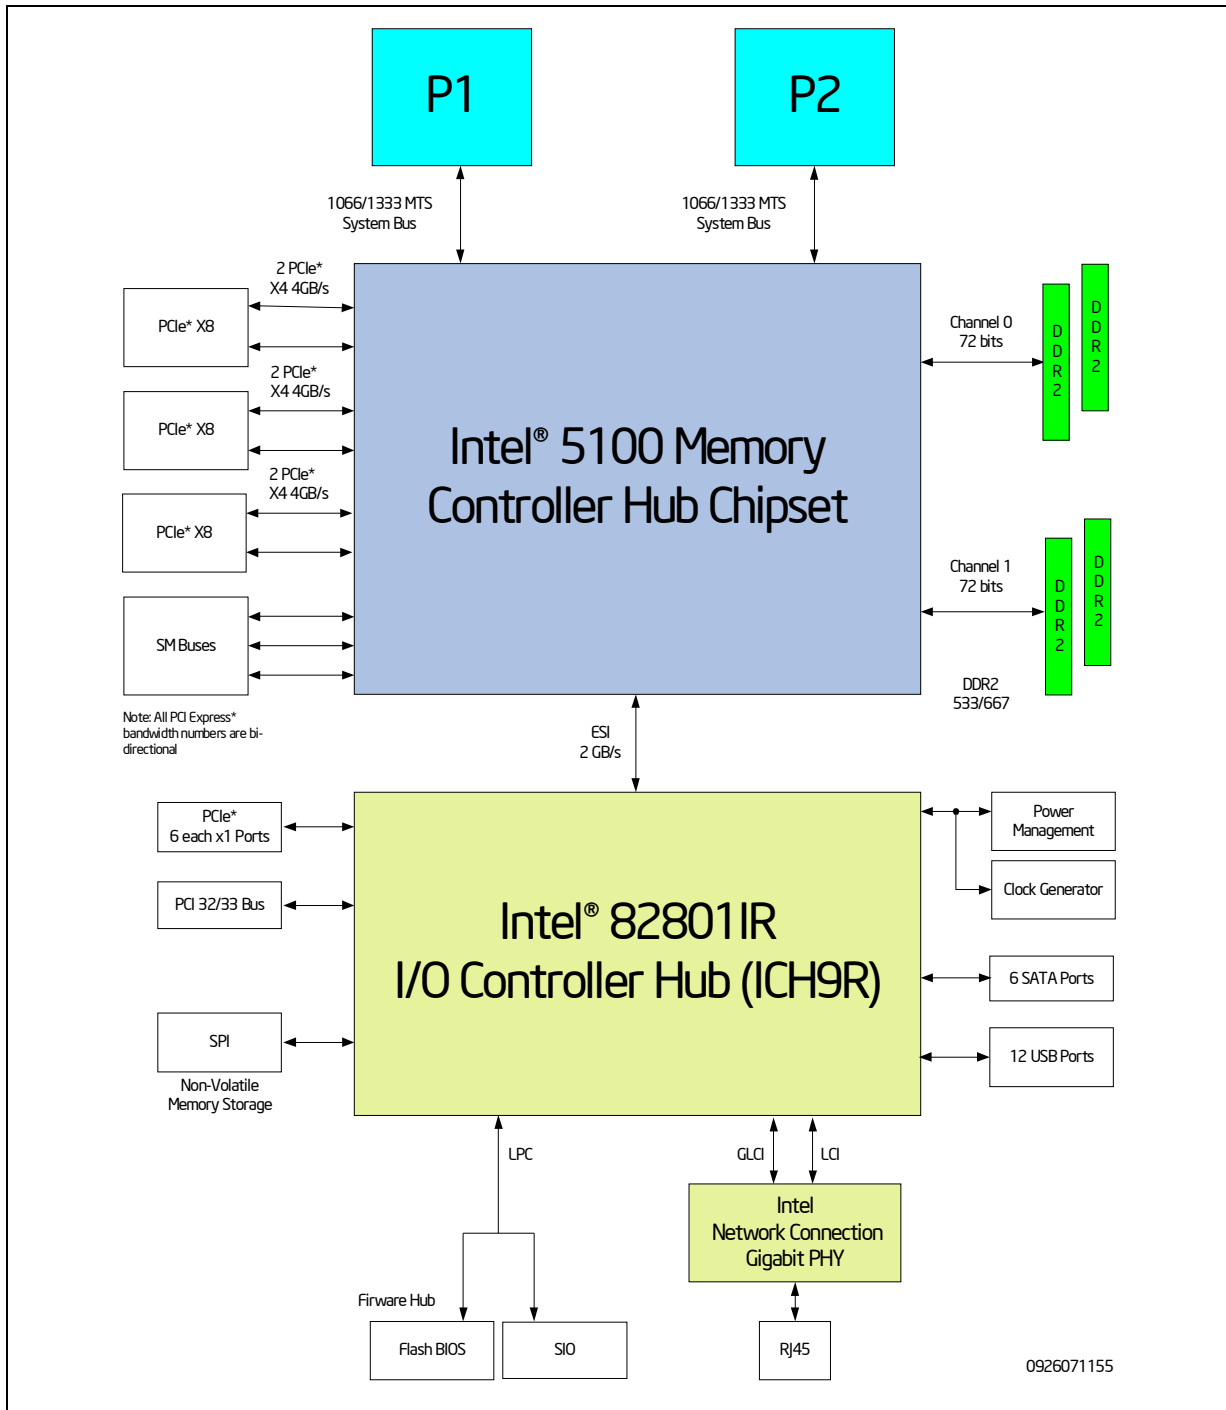 P1
P2
1066/1333 MTS
System Bus
1066/1333 MTS
System Bus
2 PCIe*
X4 4GB/s
PCIe* X8
2 PCIe*
X4 4GB/s
PCIe* X8
2 PCIe*
X4 4GB/s
PCIe* X8
SM Buses
Note: All PCI Express*
bandwidth numbers are bi-
directional
Intel® 5100 Memory
Controller Hub Chipset
Channel 0
72 bits
DDR2
DDR2
Channel 1
72 bits
DDR2
DDR2
DDR2
533/667
ESI
2 GB/s
PCIe*
6 each x1 Ports
PCI 32/33 Bus
SPI
Non-Volatile
Memory Storage
Intel® 82801IR
I/O Controller Hub (ICH9R)
Power
Management
Clock Generator
6 SATA Ports
12 USB Ports
LPC
GLCI
LCI
Intel
Network Connection
Gigabit PHY
Firware Hub
Flash BIOS
SIO
RJ45
0926071155